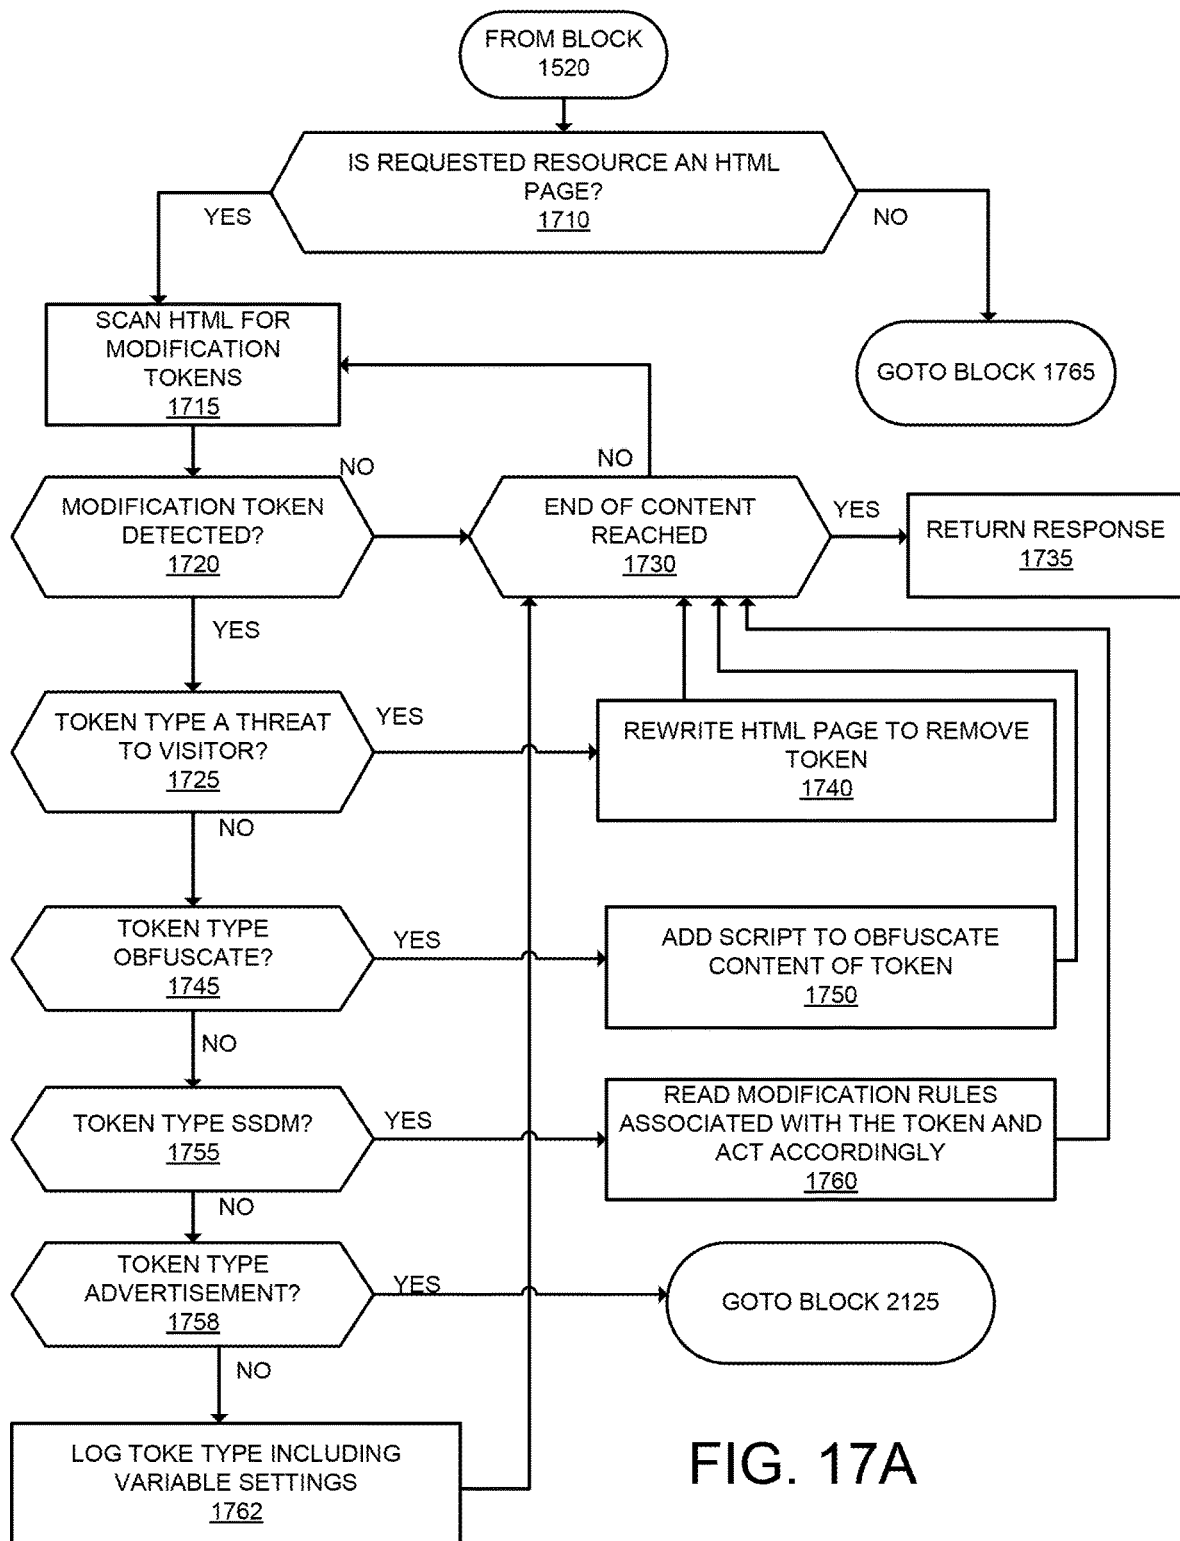 FROM BLOCK
1520
IS REQUESTED RESOURCE AN HTML
PAGE?
1710
YES
NO
SCAN HTML FOR
MODIFICATION
TOKENS
1715
GOTO BLOCK 1765
NO
NO
MODIFICATION TOKEN
DETECTED?
1720
END OF CONTENT
REACHED
1730
YES
RETURN RESPONSE
1735
YES
TOKEN TYPE A THREAT
TO VISITOR?
1725
YES
REWRITE HTML PAGE TO REMOVE
TOKEN
1740
NO
TOKEN TYPE
OBFUSCATE?
1745
YES
ADD SCRIPT TO OBFUSCATE
CONTENT OF TOKEN
1750
NO
TOKEN TYPE SSDM?
1755
YES
READ MODIFICATION RULES
ASSOCIATED WITH THE TOKEN AND
ACT ACCORDINGLY
1760
NO
TOKEN TYPE
ADVERTISEMENT?
1758
YES
GOTO BLOCK 2125
NO
LOG TOKE TYPE INCLUDING
VARIABLE SETTINGS
1762
FIG. 17A